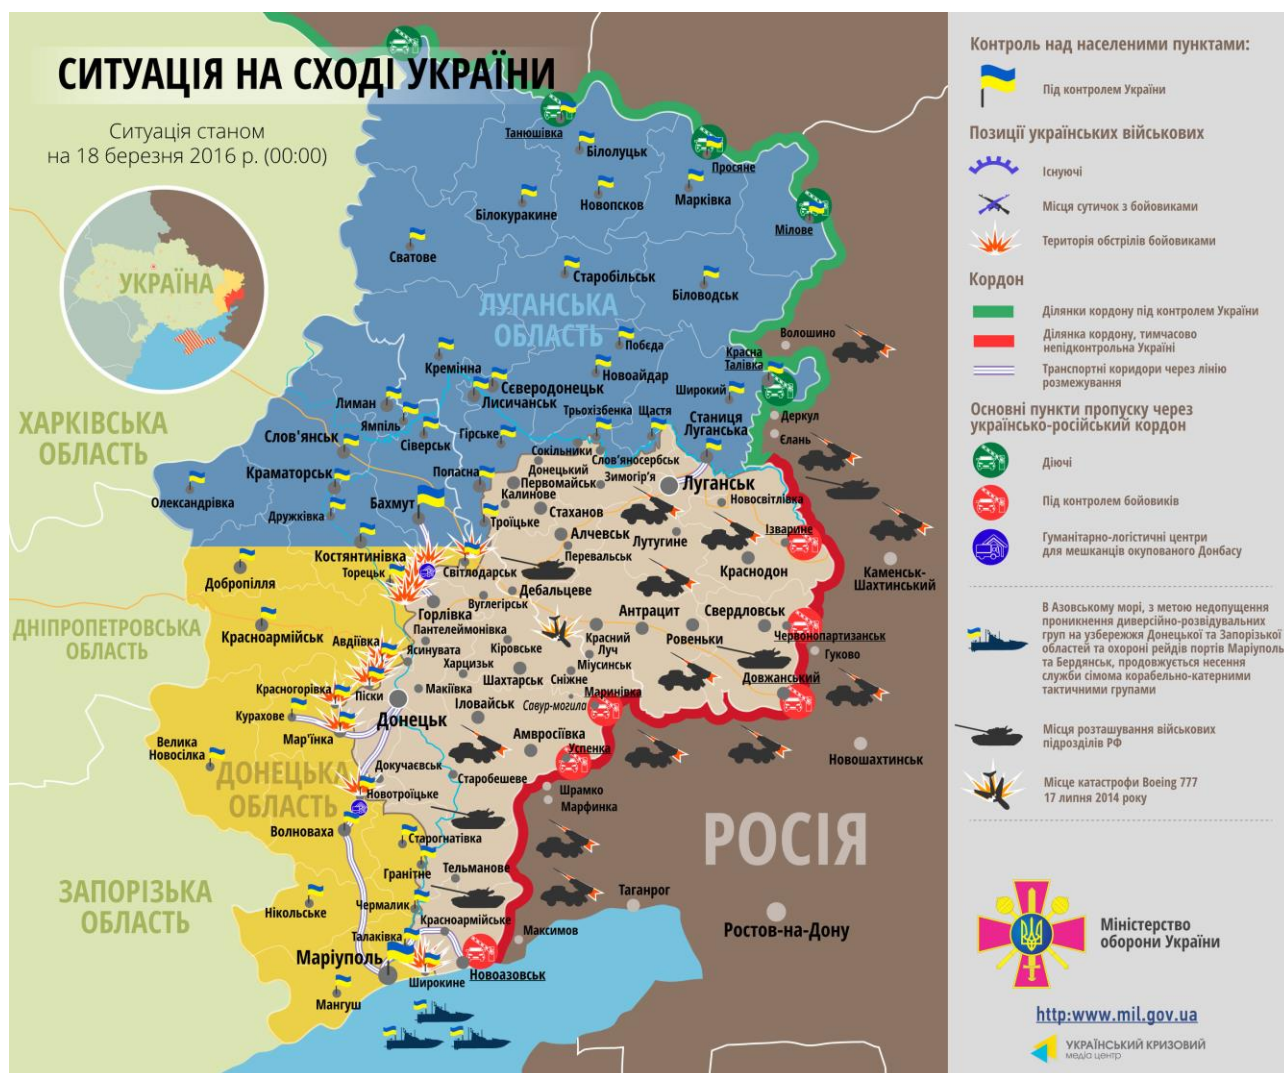 СИТУАЦІЯ НА СХОДІ УКРАЇНИ
Ситуація станом
на 18 березня 2016 р. (00:00)
УКРАЇНА
ХАРКІВСЬКА
ОБЛАСТЬ
ДНІПРОПЕТРОВСЬКА
ОБЛАСТЬ
ЗАПОРІЗЬКА
ОБЛАСТЬ
ЛУГАНСЬКА
ОБЛАСТЬ
ДОНЕЦЬКА
ОБЛАСТЬ
РОСІЯ
Танюшівка
Білолуцьк
Просяне
Білокуракине
Новопсков
Марківка
Мілове
Сватове
Старобільськ
Біловодськ
Волошино
Побєда
Красна
Талівка
Кремінна
Сєвєродонецьк
Новоайдар
Широкий
Лисичанськ
Лиман
Ямпіль
Трьохізбенка
Щастя
Станиця
Луганська
Деркул
Єлань
Слов'янськ
Сіверськ
Гірське
Сокільники
Слов'яносербськ
Краматорськ
Попасна
Донецький
Зимогір'я
Первомайськ
Луганськ
Олександрівка
Дружківка
Бахмут
Калинове
Новосвітлівка
Троїцьке
Стаханов
Ізварине
Костянтинівка
Алчевськ
Лутугине
Перевальськ
Торецьк
Світлодарськ
Краснодон
Каменськ-
Шахтинський
Добропілля
Дебальцеве
Вуглегірськ
Горлівка
Антрацит
Свердловськ
Красноармійськ
Пантелеймонівка
Авдіївка
Кіровське
Красний
Луч
Ровеньки
Червонопартизанськ
Ясинувата
Гуково
Харцизьк
Міусинськ
Красногорівка
Піски
Макіївка
Шахтарськ
Сніжне
Маринівка
Довжанський
Курахове
Донецьк
Іловайськ
Савур-могила
Мар'їнка
Велика
Новосілка
Амвросіївка
Успенка
Новошахтинськ
Докучаєвськ
Старобешеве
Новотроїцьке
Шрамко
Марфинка
Волноваха
Старогнатівка
Гранітне
Тельманове
Таганрог
Нікольське
Чермалик
Красноармійське
Ростов-на-Дону
Талаківка
Максимов
Маріуполь
Широкине
Новоазовськ
Мангуш
Контроль над населеними пунктами:
Під контролем України
Позиції українських військових
Існуючі
Місця сутичок з бойовиками
Територія обстрілів бойовиками
Кордон
Ділянки кордону під контролем України
Ділянка кордону, тимчасово
непідконтрольна Україні
Транспортні коридори через лінію
розмежування
Основні пункти пропуску через
українсько-російський кордон
Діючі
Під контролем бойовиків
Гуманітарно-логістичні центри
для мешканців окупованого Донбасу
В Азовському морі, з метою недопущення
проникнення диверсійно-розвідувальних
груп на узбережжя Донецької та Запорізької
областей та охороні рейдів портів Маріуполь
та Бердянськ, продовжується несення
служби сімома корабельно-катерними
тактичними групами
Місця розташування військових
підрозділів РФ
Місце катастрофи Boeing 777
17 липня 2014 року
Міністерство
оборони України
http:www.mil.gov.ua
УКРАЇНСЬКИЙ КРИЗОВИЙ
медіа центр